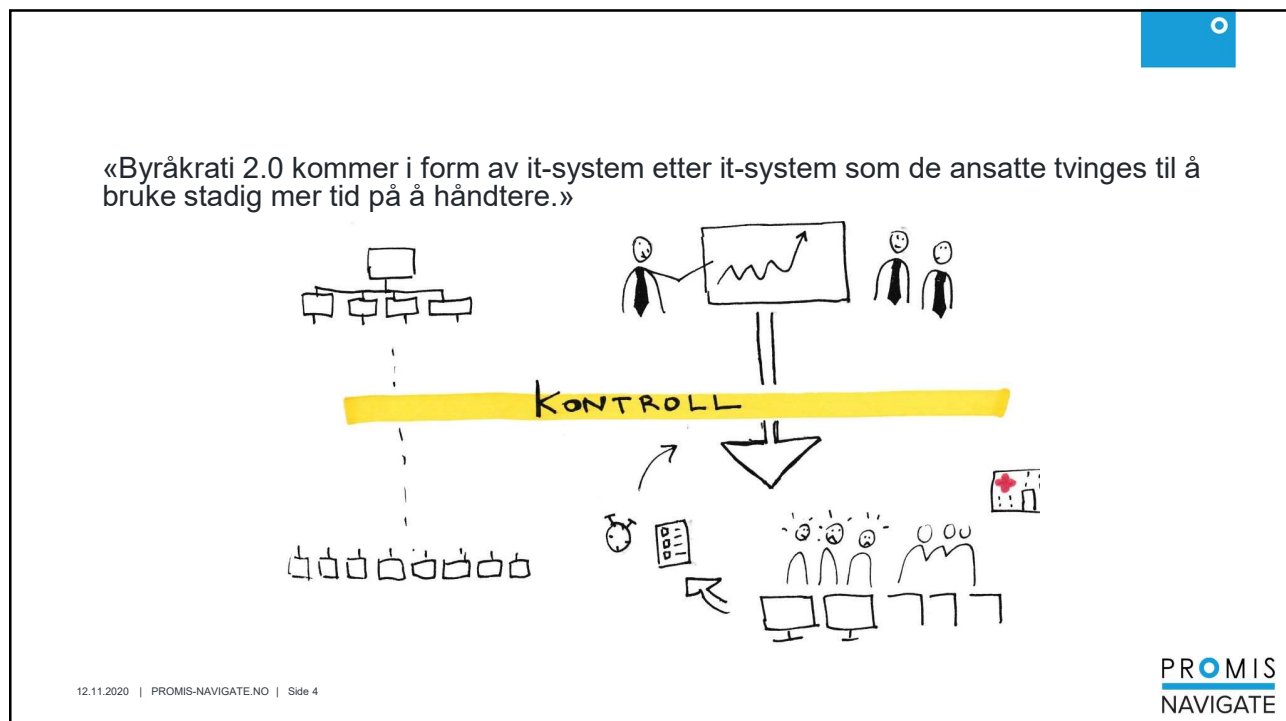 «Byråkrati 2.0 kommer i form av it-system etter it-system som de ansatte tvinges til å
bruke stadig mer tid på å håndtere.»
KONTROLL
12.11.2020 | PROMIS-NAVIGATE.NO | Side 4
PROMIS
NAVIGATE